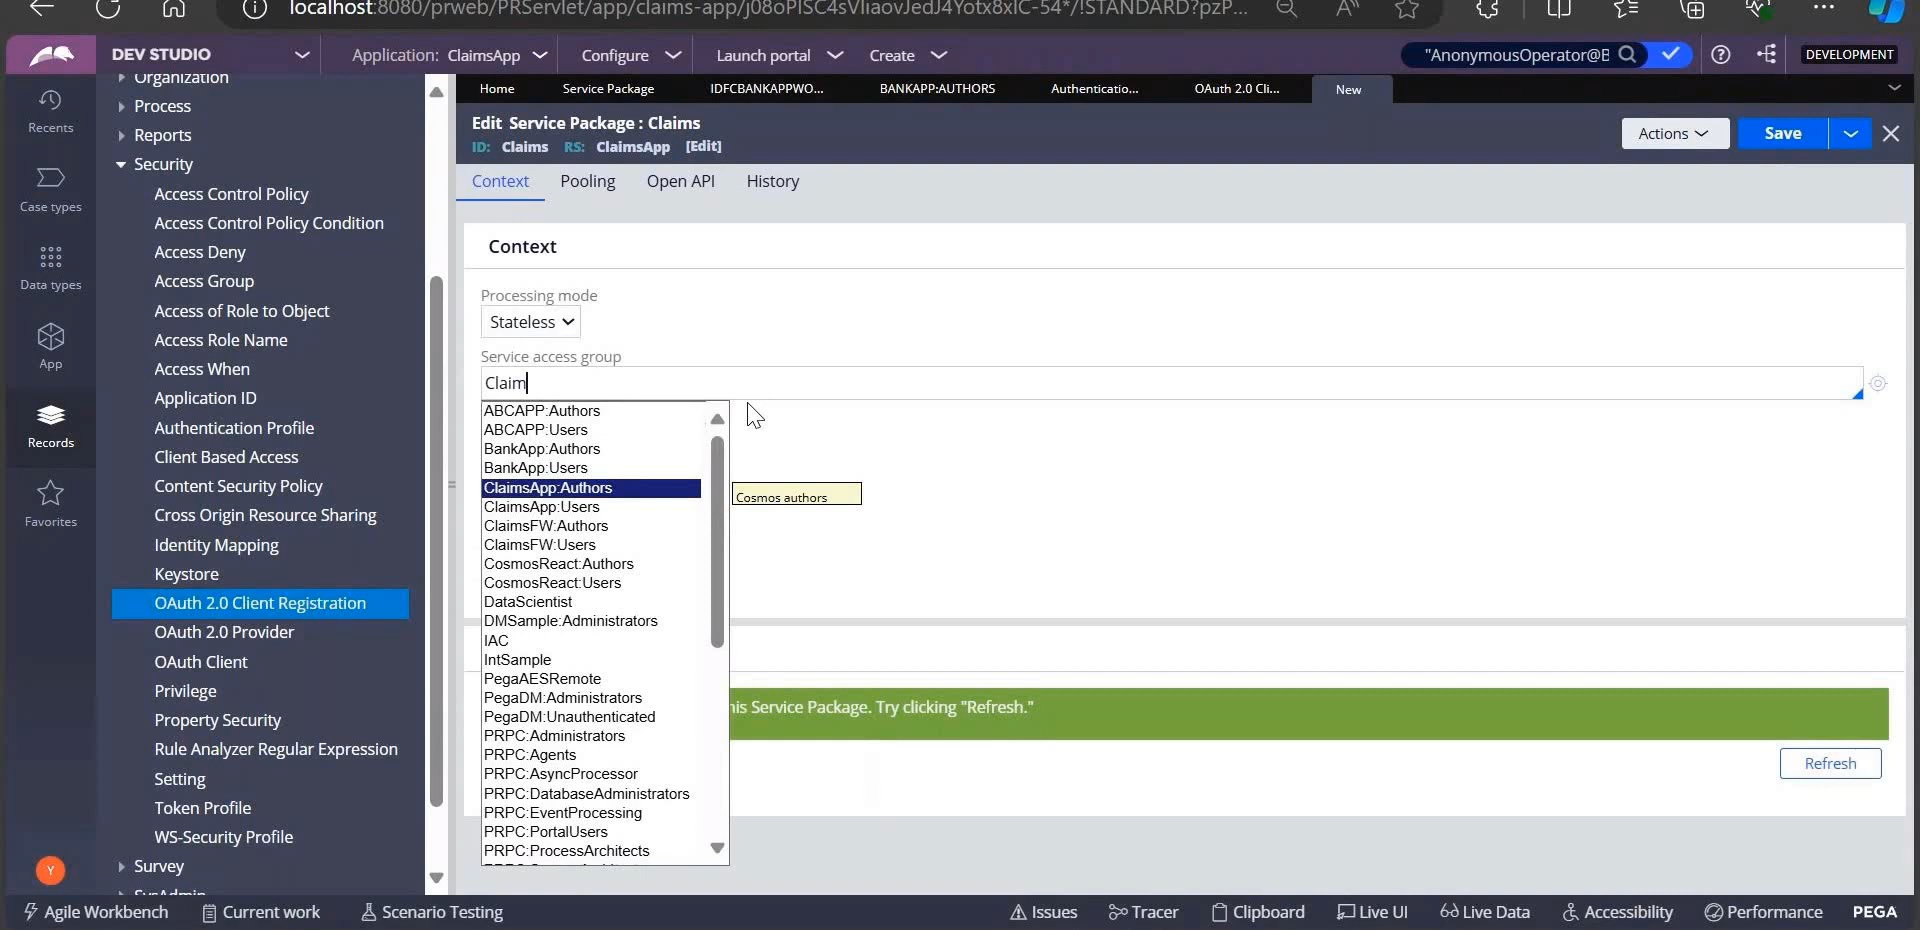 localhost:8080/prweb/PRServlet/app/claims-app/j08oPISC4sVIiaovJedJ4Yotx8xIC-54*/!STANDARD?pzP...
DEV STUDIO
Application: ClaimsApp
Configure
Launch portal
Create
"AnonymousOperator@B
DEVELOPMENT
Home
Service Package
IDFCBANKAPPWO...
BANKAPP:AUTHORS
Authenticatio...
OAuth 2.0 Cli...
New
Recents
Case types
Data types
App
Records
Favorites
Y
Organization
Process
Reports
Security
Access Control Policy
Access Control Policy Condition
Access Deny
Access Group
Access of Role to Object
Access Role Name
Access When
Application ID
Authentication Profile
Client Based Access
Content Security Policy
Cross Origin Resource Sharing
Identity Mapping
Keystore
OAuth 2.0 Client Registration
OAuth 2.0 Provider
OAuth Client
Privilege
Property Security
Rule Analyzer Regular Expression
Setting
Token Profile
WS-Security Profile
Survey
SysAdmin
Edit Service Package : Claims
ID: Claims RS: ClaimsApp [Edit]
Actions
Save
Context
Pooling
Open API
History
Context
Processing mode
Stateless
Service access group
Claim
ABCAPP:Authors
ABCAPP:Users
BankApp:Authors
BankApp:Users
ClaimsApp:Authors
Cosmos authors
ClaimsApp:Users
ClaimsFW:Authors
ClaimsFW:Users
CosmosReact:Authors
CosmosReact:Users
DataScientist
DMSample:Administrators
IAC
IntSample
PegaAESRemote
PegaDM:Administrators
PegaDM:Unauthenticated
PRPC:Administrators
PRPC:Agents
PRPC:AsyncProcessor
PRPC:DatabaseAdministrators
PRPC:EventProcessing
PRPC:PortalUsers
PRPC:ProcessArchitects
his Service Package. Try clicking "Refresh."
Refresh
Agile Workbench
Current work
Scenario Testing
Issues
Tracer
Clipboard
Live UI
Live Data
Accessibility
Performance
PEGA